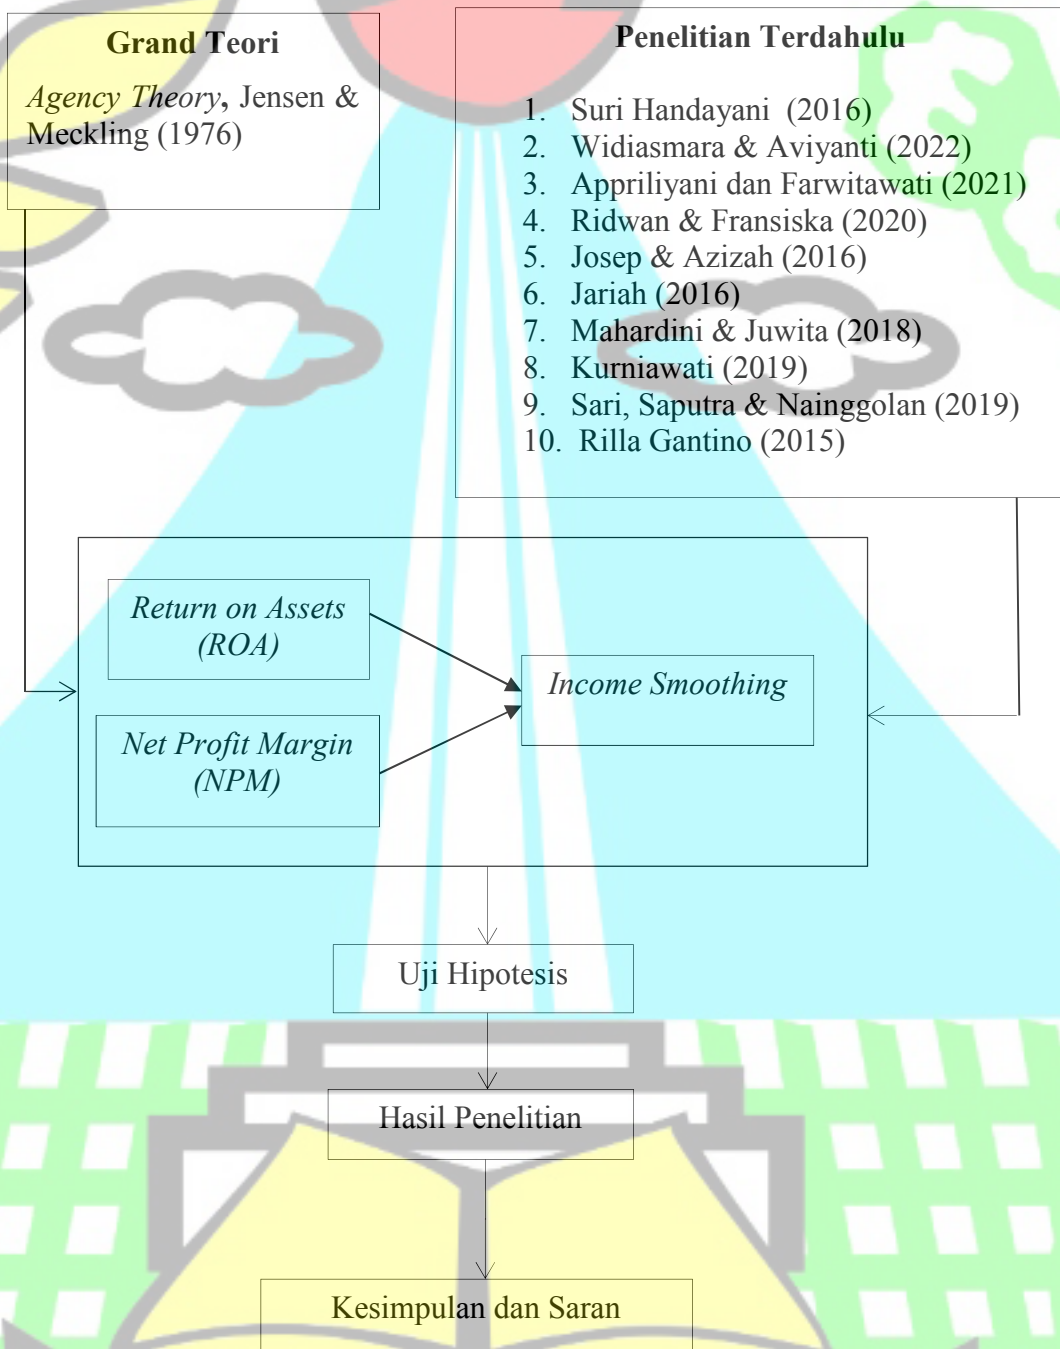 Grand Teori
Agency Theory, Jensen &
Meckling (1976)
Penelitian Terdahulu
1. Suri Handayani (2016)
2. Widiasmara & Aviyanti (2022)
3. Appriliyani dan Farwitawati (2021)
4. Ridwan & Fransiska (2020)
5. Josep & Azizah (2016)
6. Jariah (2016)
7. Mahardini & Juwita (2018)
8. Kurniawati (2019)
9. Sari, Saputra & Nainggolan (2019)
10. Rilla Gantino (2015)
Return on Assets
(ROA)
Income Smoothing
Net Profit Margin
(NPM)
Uji Hipotesis
Hasil Penelitian
Kesimpulan dan Saran